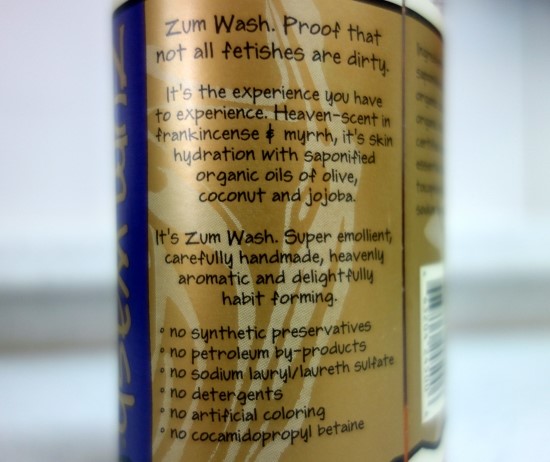 Zum Wash. Proof that
not all fetishes are dirty.
It's the experience you have
to experience. Heaven-scent in
frankincense & myrrh, it's skin
hydration with saponified
organic oils of olive,
coconut and jojoba.
It's Zum Wash. Super emollient,
carefully handmade, heavenly
aromatic and delightfully
habit forming.
° no synthetic preservatives
° no petroleum by-products
° no sodium lauryl/laureth sulfate
° no detergents
° no artificial coloring
° no cocamidopropyl betaine
Zum Wash